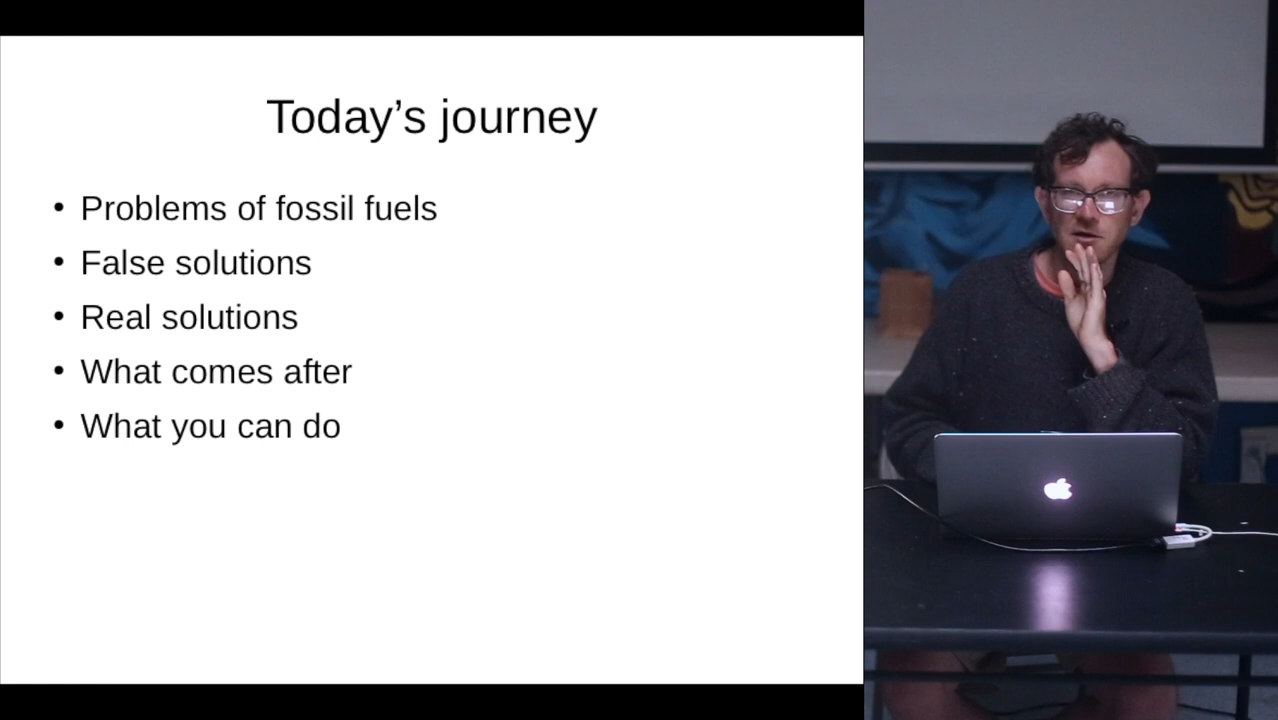 Today’s journey
• Problems of fossil fuels
• False solutions
• Real solutions
• What comes after
• What you can do